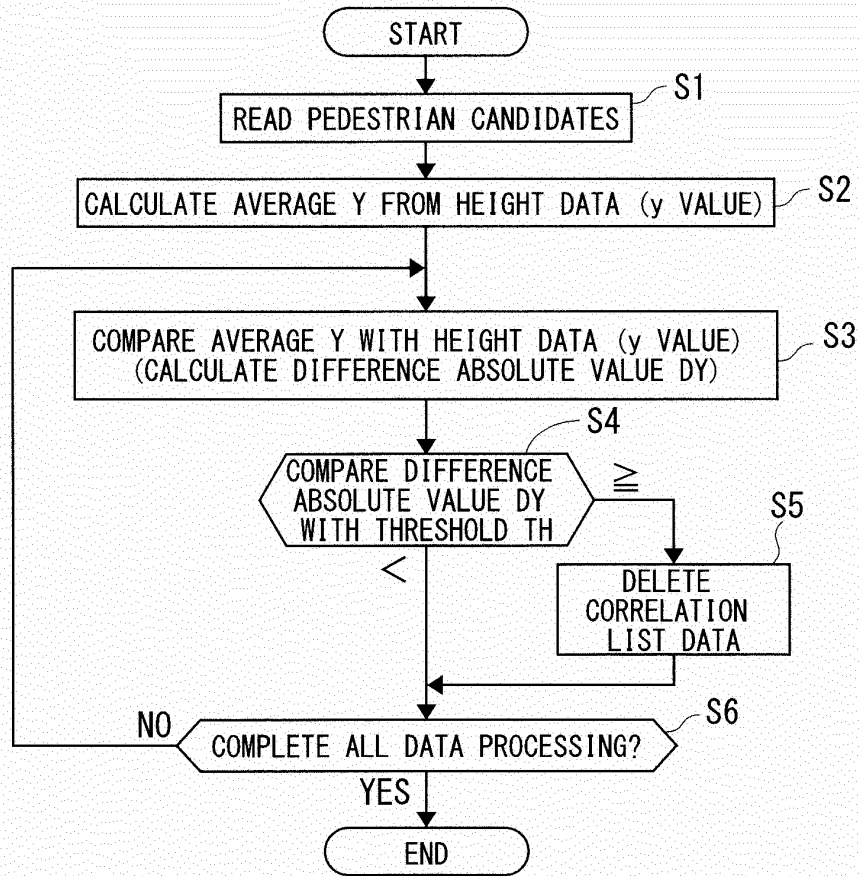 START
S1
READ PEDESTRIAN CANDIDATES
S2
CALCULATE AVERAGE Y FROM HEIGHT DATA (y VALUE)
S3
COMPARE AVERAGE Y WITH HEIGHT DATA (y VALUE)
(CALCULATE DIFFERENCE ABSOLUTE VALUE DY)
S4
COMPARE DIFFERENCE
ABSOLUTE VALUE DY
WITH THRESHOLD TH
≧
<
S5
DELETE
CORRELATION
LIST DATA
S6
NO
COMPLETE ALL DATA PROCESSING?
YES
END